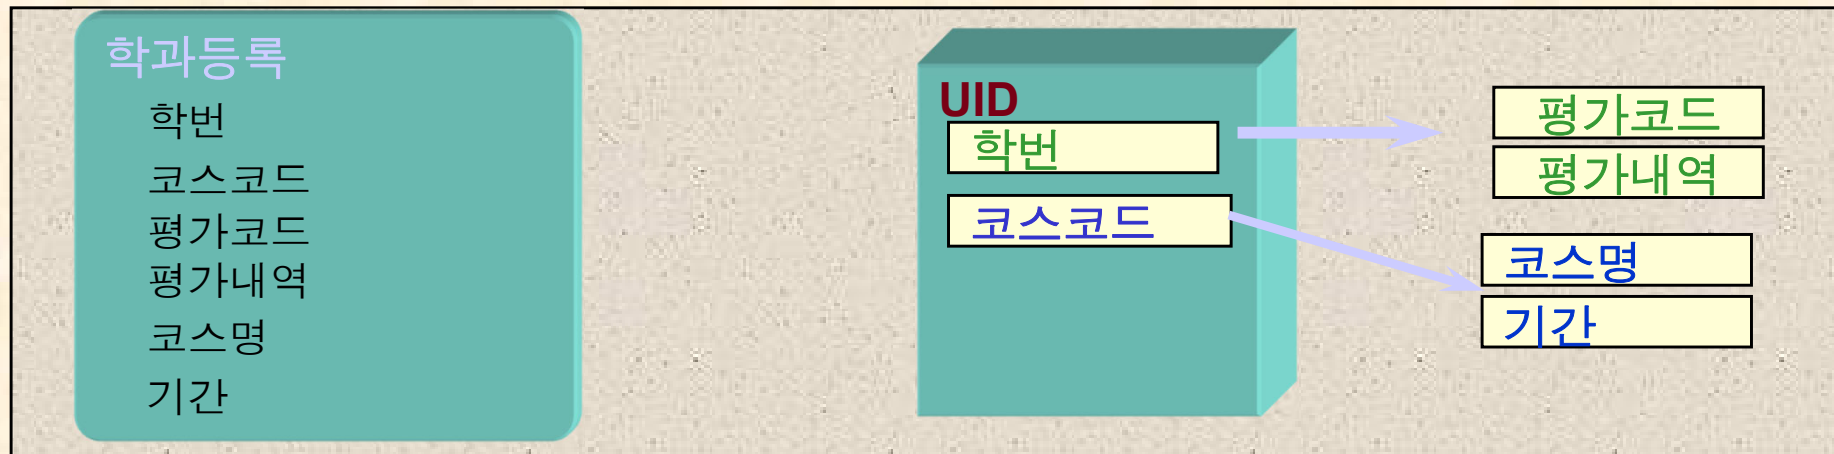 학과등록
학번
코스코드
평가코드
평가내역
코스명
기간
UID
학번
코스코드
평가코드
평가내역
코스명
기간